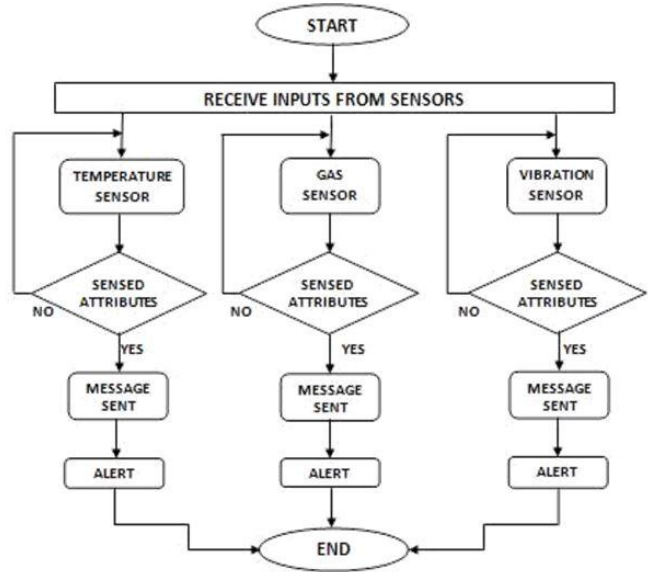 START
RECEIVE INPUTS FROM SENSORS
TEMPERATURE
SENSOR
GAS
SENSOR
VIBRATION
SENSOR
SENSED
ATTRIBUTES
SENSED
ATTRIBUTES
SENSED
ATTRIBUTES
NO
NO
NO
YES
YES
YES
MESSAGE
SENT
MESSAGE
SENT
MESSAGE
SENT
ALERT
ALERT
ALERT
END